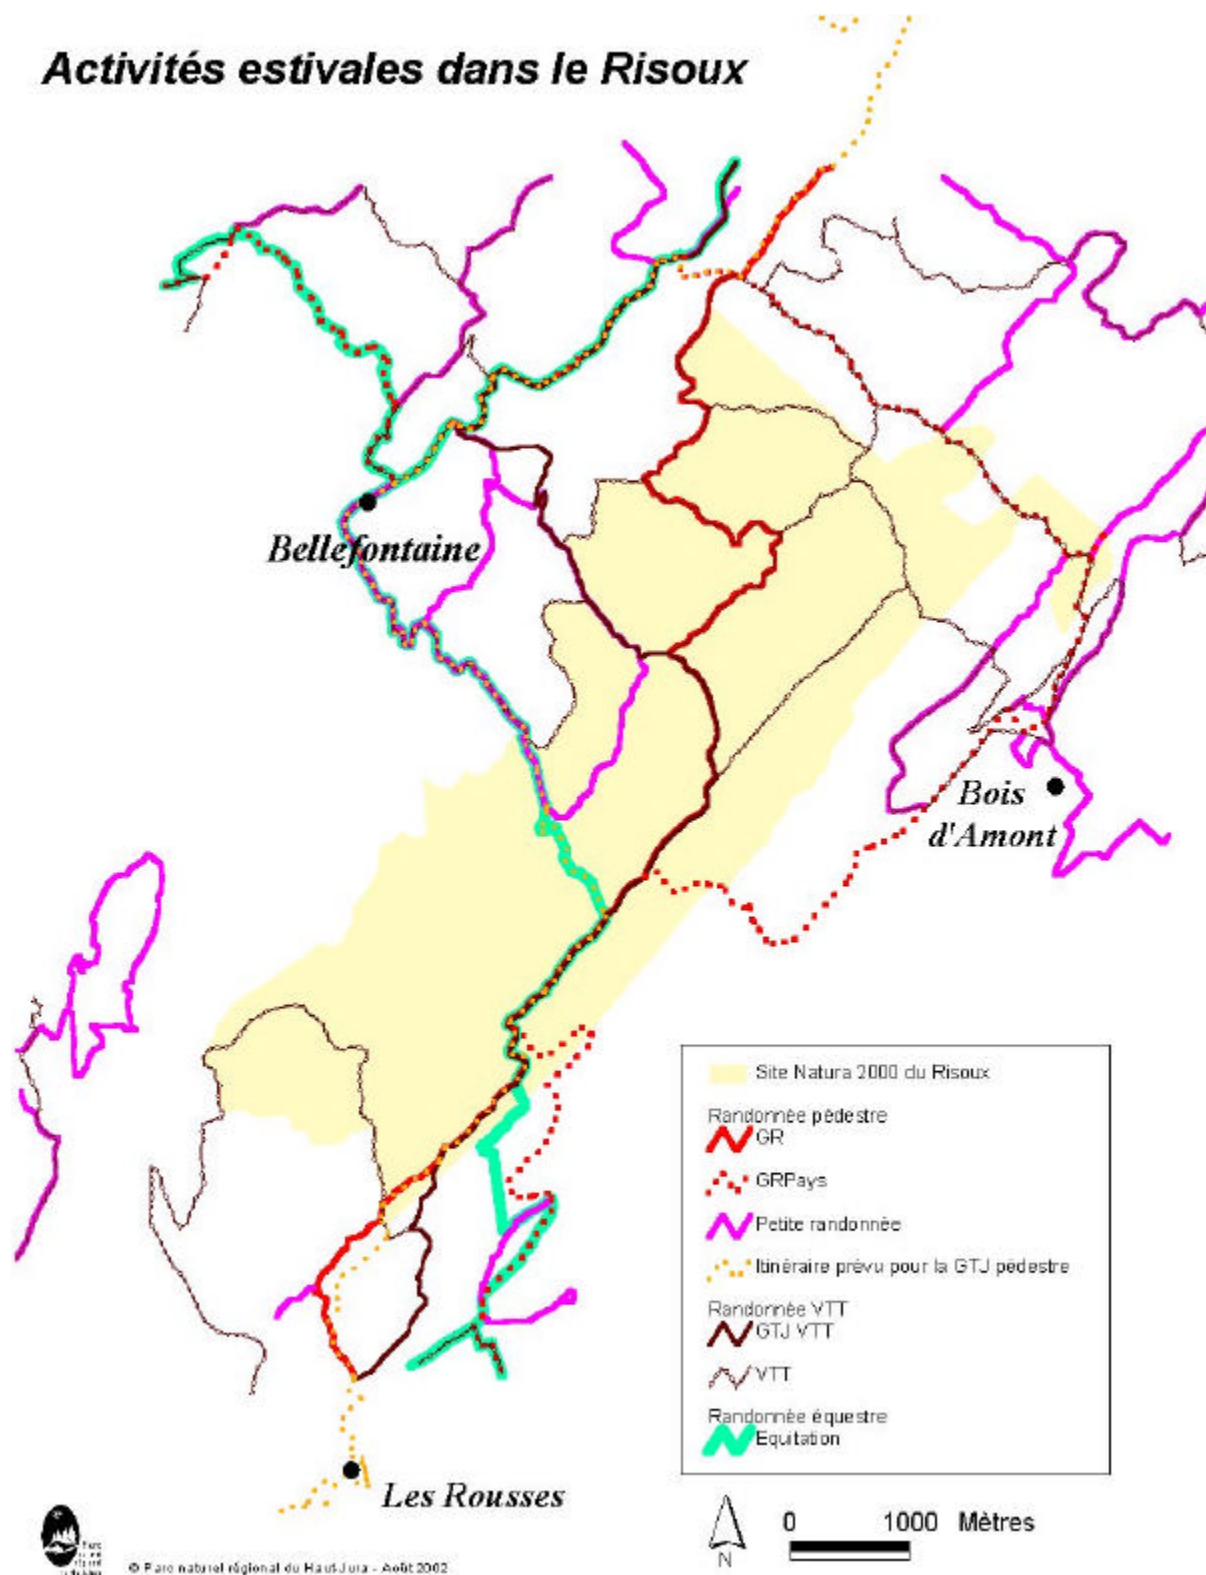 Activités estivales dans le Risoux
Bellefontaine
Bois
d'Amont
Site Natura 2000 du Risoux
Randonnée pédestre
GR
GRPays
Petite randonnée
Itinéraire prévu pour la GTJ pédestre
Randonnée VTT
GTJ VTT
VTT
Randonnée équestre
Equitation
Les Rousses
N
0 1000 Mètres
© Parc naturel régional du Haut-Jura - Août 2002